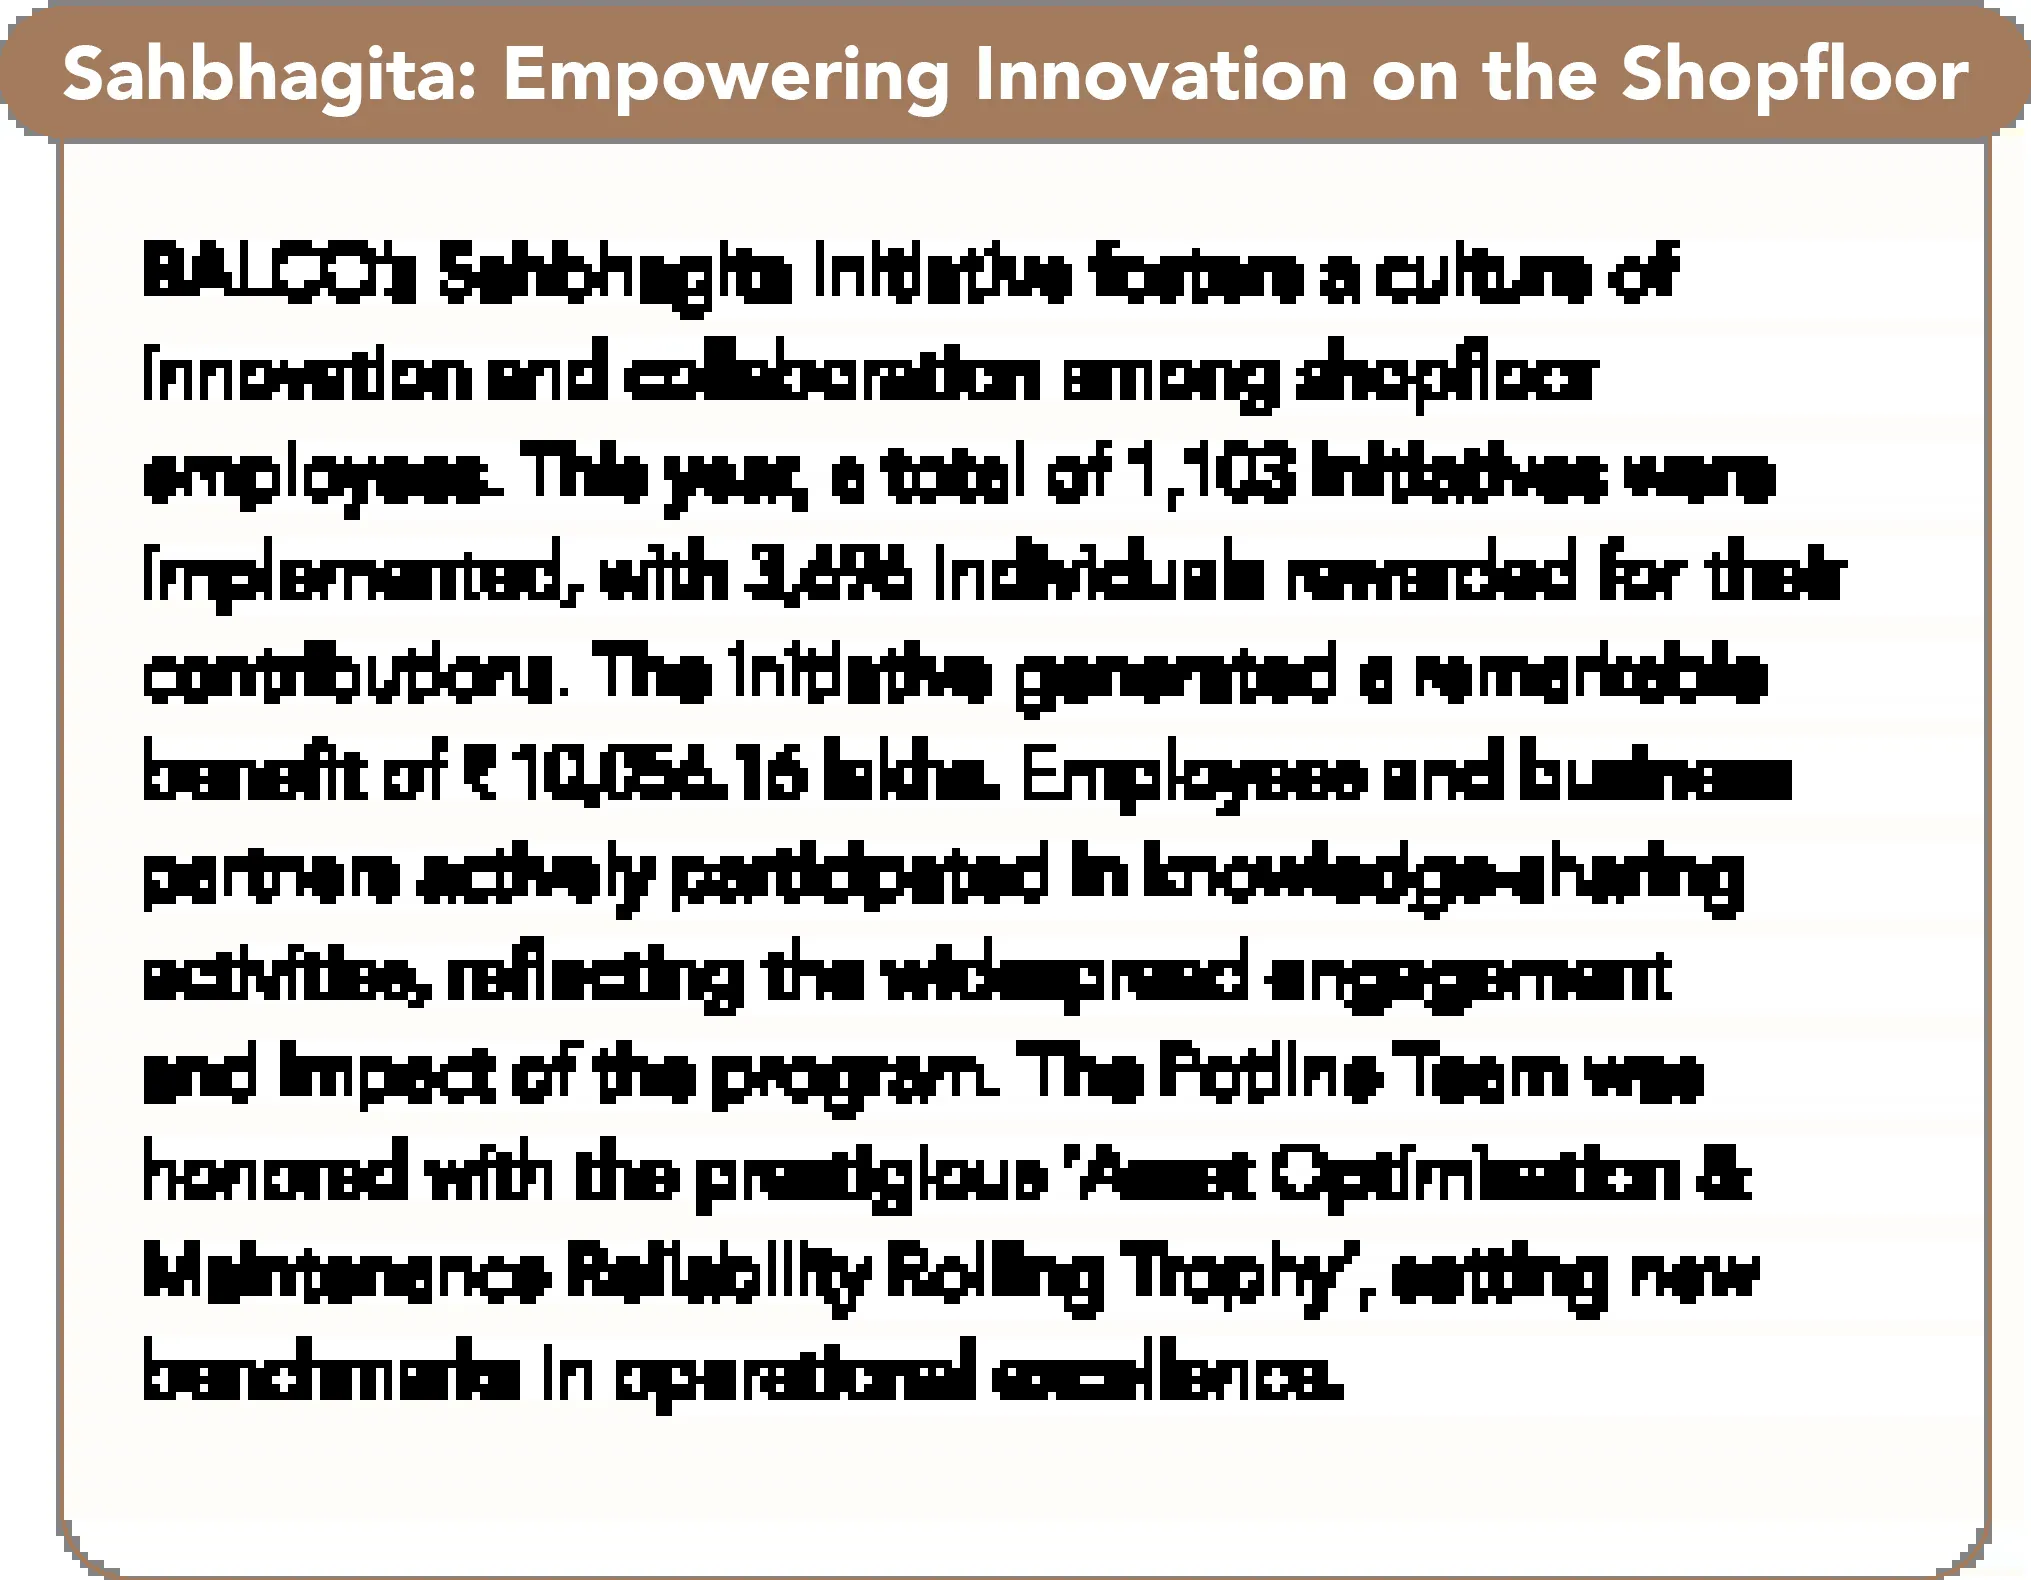 Sahbhagita: Empowering Innovation on the Shopfloor
BALCO's Sahbhagita initiative fosters a culture of
innovation and collaboration among shopfloor
employees. This year, a total of 1,103 initiatives were
implemented, with 3,696 individuals rewarded for their
contributions. The initiative generated a remarkable
benefit of ₹ 10,056.16 lakhs. Employees and business
partners actively participated in knowledge-sharing
activities, reflecting the widespread engagement
and impact of the program. The Potline Team was
honored with the prestigious 'Asset Optimisation &
Maintenance Reliability Rolling Trophy', setting new
benchmarks in operational excellence.